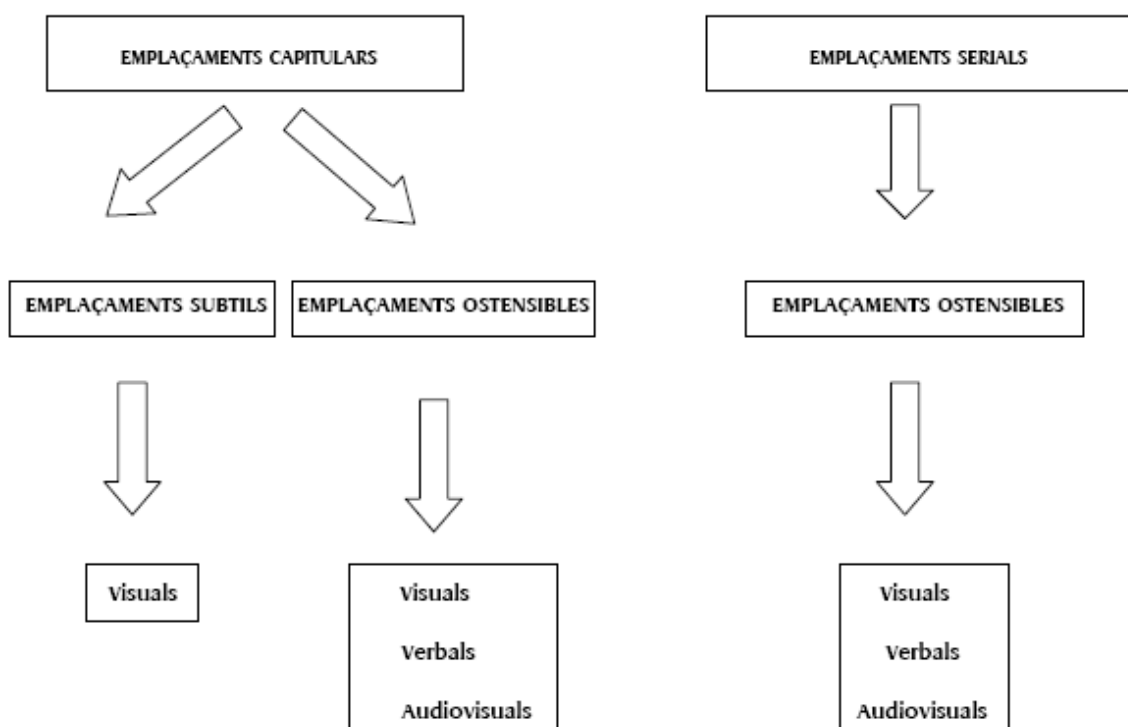 EMPLAÇAMENTS CAPITULARS
EMPLAÇAMENTS SERIALS
EMPLAÇAMENTS SUBTILS
EMPLAÇAMENTS OSTENSIBLES
EMPLAÇAMENTS OSTENSIBLES
Visuals
Visuals
Verbals
Audiovisuals
Visuals
Verbals
Audiovisuals